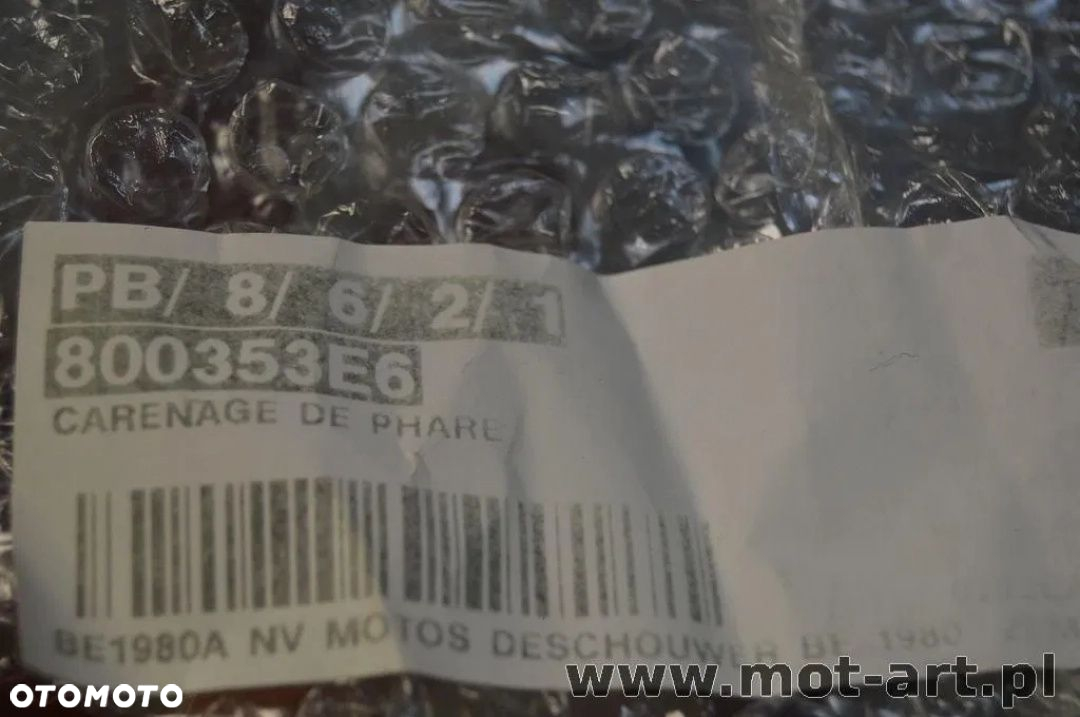 PB/ 8/ 6/ 2/ 1
800353E6
CARENAGE DE PHARE
BE1980A NV MOTOS DESCHOUWER BE 1980
www.mot-art.pl
OTOMOTO